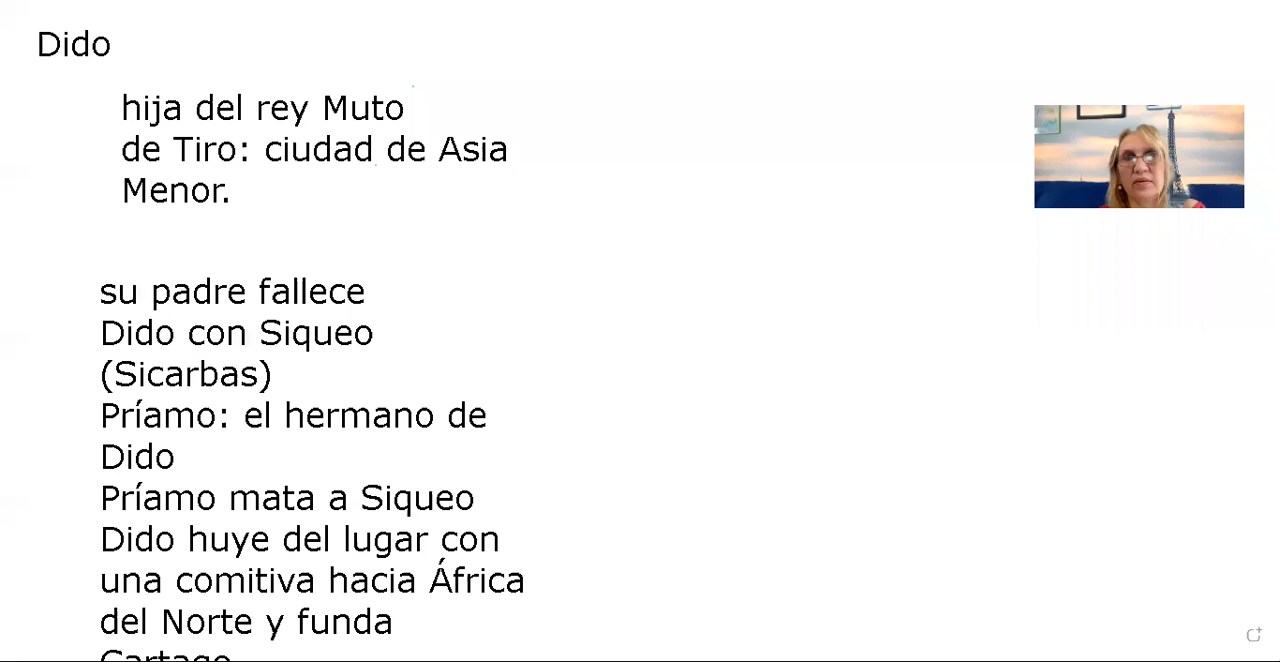 Dido
hija del rey Muto
de Tiro: ciudad de Asia
Menor.
su padre fallece
Dido con Siqueo
(Sicarbas)
Príamo: el hermano de
Dido
Príamo mata a Siqueo
Dido huye del lugar con
una comitiva hacia África
del Norte y funda
Cartago